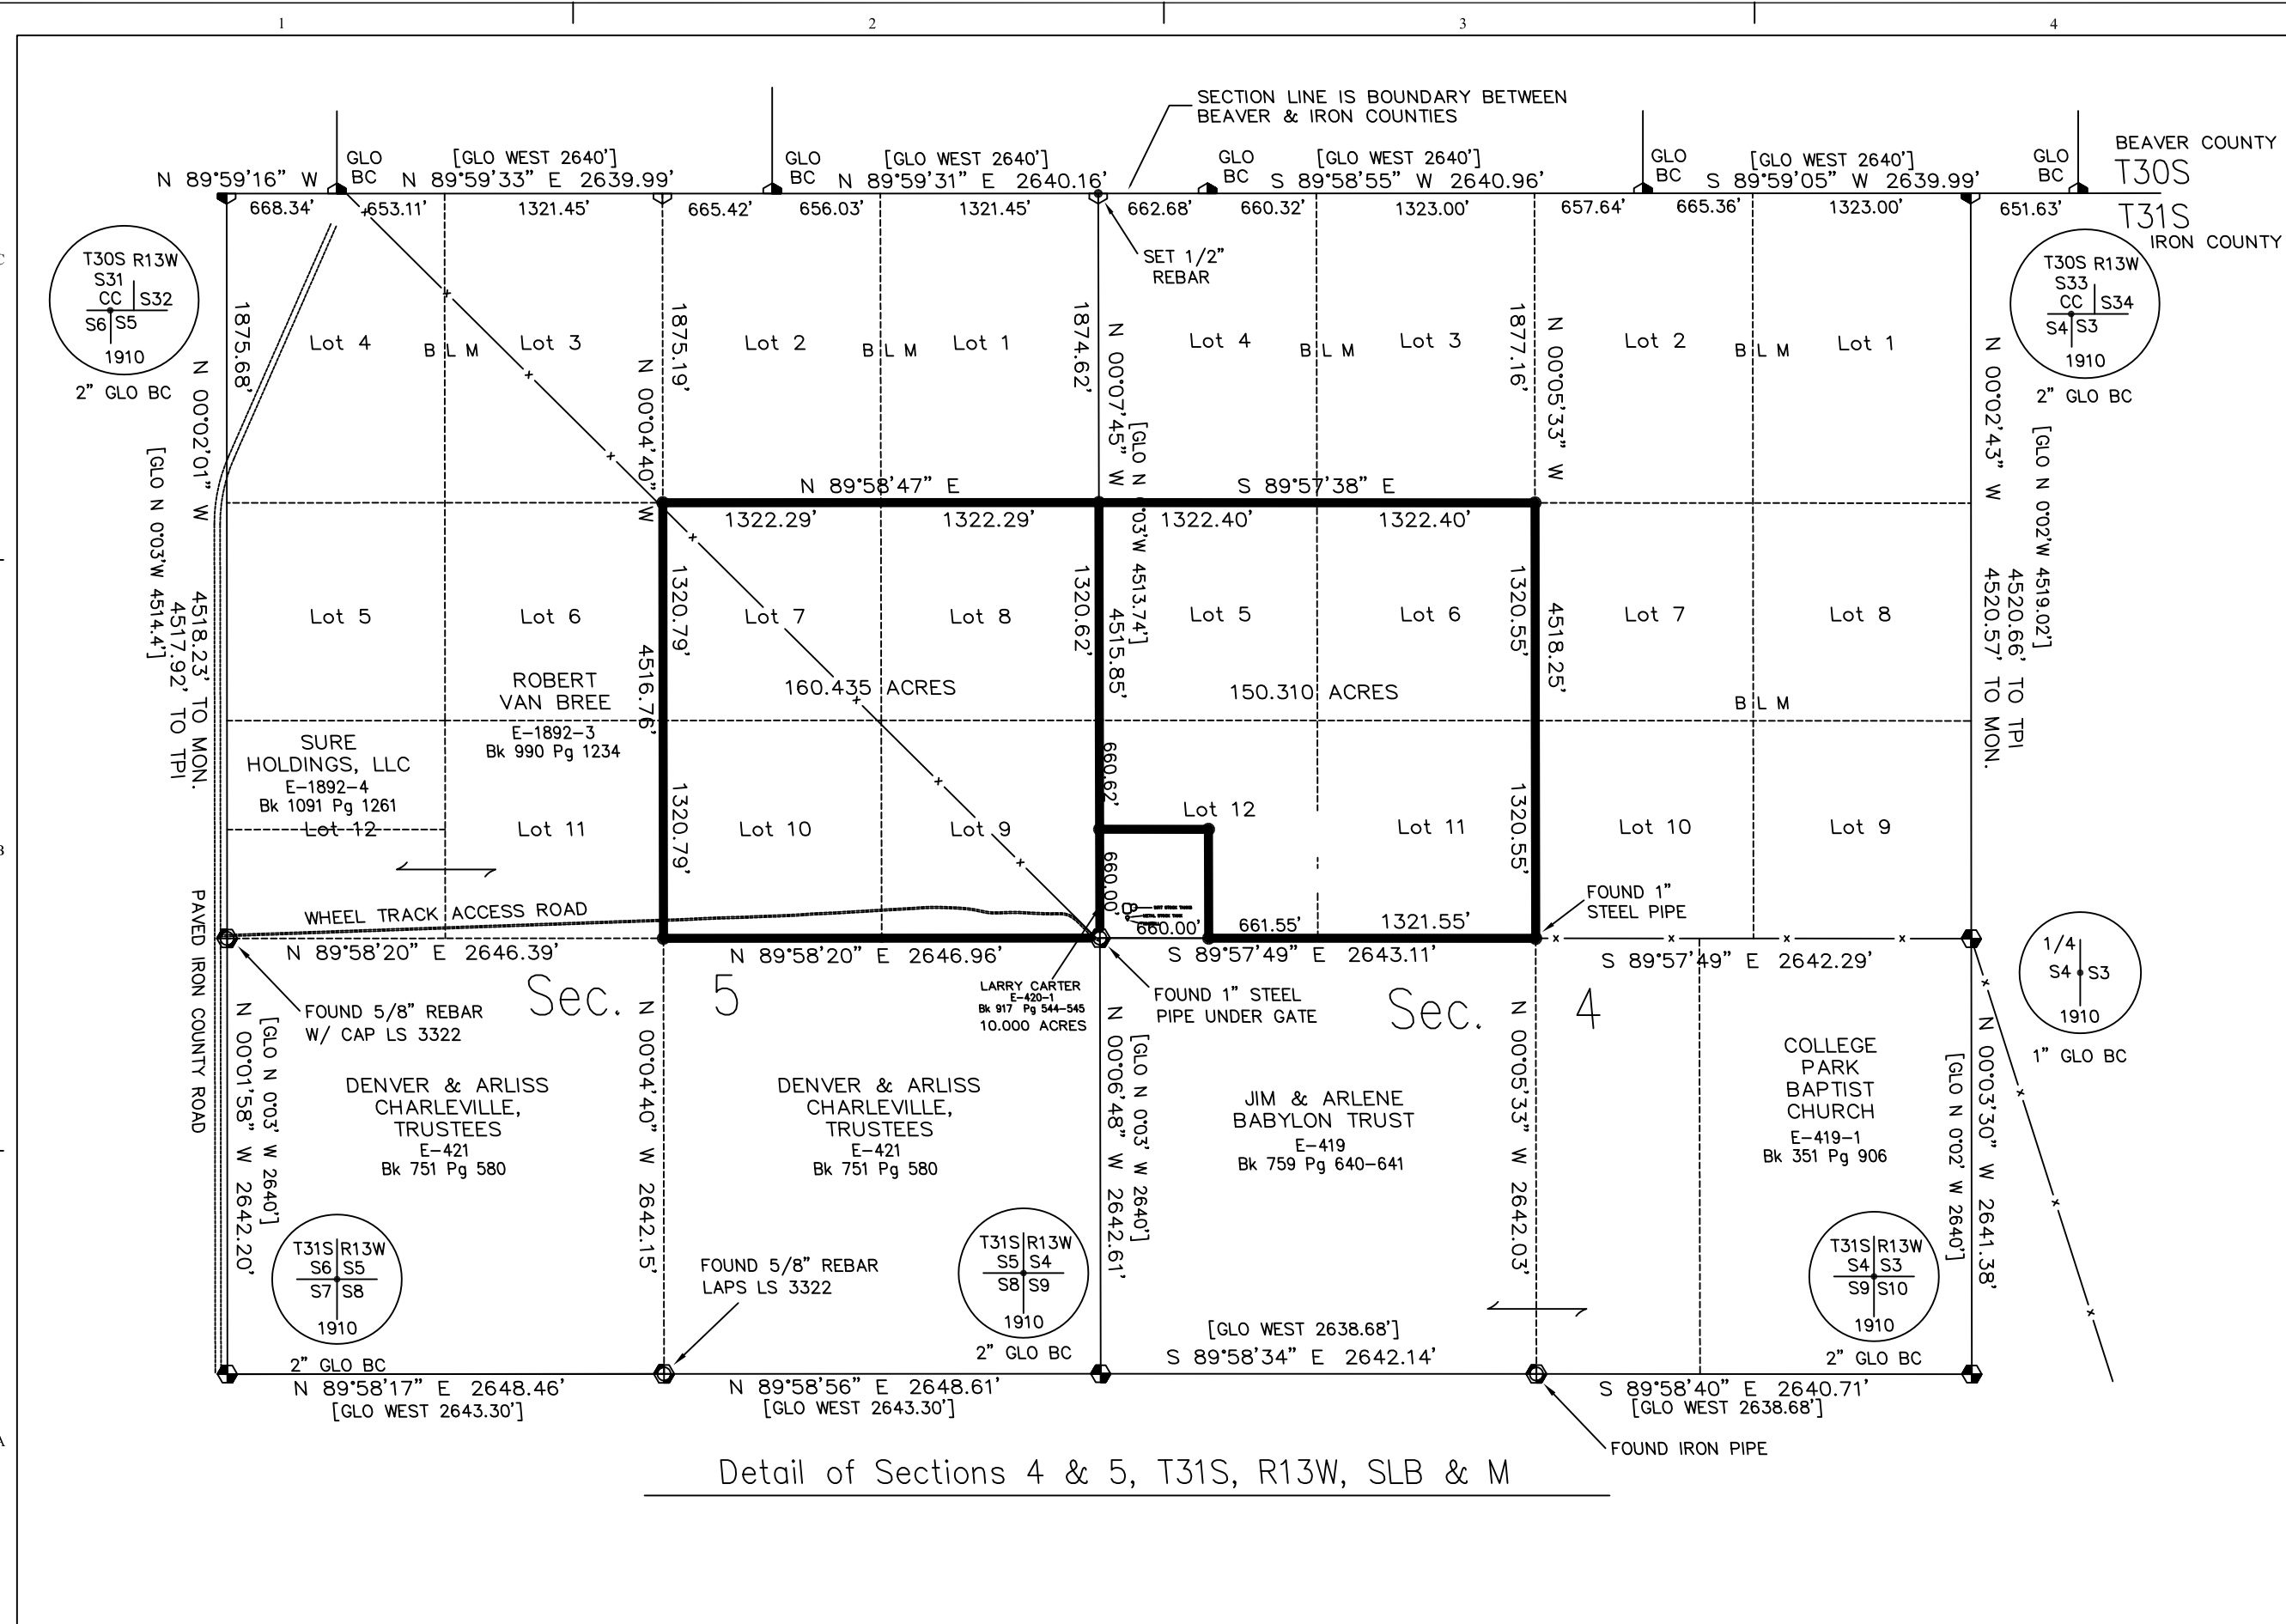 1 2 3 4
SECTION LINE IS BOUNDARY BETWEEN
BEAVER & IRON COUNTIES
BEAVER COUNTY
T30S
T31S
IRON COUNTY
GLO
BC
[GLO WEST 2640']
GLO
BC
[GLO WEST 2640']
GLO
BC
[GLO WEST 2640']
GLO
BC
[GLO WEST 2640']
GLO
BC
N 89°59'16" W
N 89°59'33" E 2639.99'
N 89°59'31" E 2640.16'
S 89°58'55" W 2640.96'
S 89°59'05" W 2639.99'
668.34' 653.11' 1321.45' 665.42' 656.03' 1321.45' 662.68' 660.32' 1323.00' 657.64' 665.36' 1323.00' 651.63'
SET 1/2"
REBAR
T30S R13W
S31
CC S32
S6 S5
1910
2" GLO BC
T30S R13W
S33
CC S34
S4 S3
1910
2" GLO BC
C
1875.68'
1875.19'
1874.62'
1877.16'
Lot 4 BLM Lot 3 Lot 2 BLM Lot 1 Lot 4 BLM Lot 3 Lot 2 BLM Lot 1
N 00°02'01" W
4518.23' TO MON.
4517.92' TO TPI
[GLO N 0°03'W 4514.4']
N 00°04'40" W
4516.76'
N 00°07'45" W
4515.85'
[GLO N 0°03'W 4513.74']
N 00°05'33" W
4518.25'
N 00°02'43" W
4520.66' TO TPI
4520.57' TO MON.
[GLO N 0°02'W 4519.02']
N 89°58'47" E
S 89°57'38" E
1322.29' 1322.29' 1322.40' 1322.40'
1320.79'
1320.62'
1320.55'
Lot 5 Lot 6 Lot 7 Lot 8 Lot 5 Lot 6 Lot 7 Lot 8
160.435 ACRES
150.310 ACRES
BLM
ROBERT
VAN BREE
E-1892-3
Bk 990 Pg 1234
SURE
HOLDINGS, LLC
E-1892-4
Bk 1091 Pg 1261
Lot 12 Lot 11 Lot 10 Lot 9 Lot 12 Lot 11 Lot 10 Lot 9
B
1320.79'
660.62'
660.00'
1320.55'
660.00' 661.55' 1321.55'
WHEEL TRACK ACCESS ROAD
PAVED IRON COUNTY ROAD
FOUND 1"
STEEL PIPE
N 89°58'20" E 2646.39'
N 89°58'20" E 2646.96'
S 89°57'49" E 2643.11'
S 89°57'49" E 2642.29'
Sec. 5
Sec. 4
LARRY CARTER
E-420-1
Bk 917 Pg 544-545
10.000 ACRES
FOUND 1" STEEL
PIPE UNDER GATE
FOUND 5/8" REBAR
W/ CAP LS 3322
1/4
S4 S3
1910
1" GLO BC
N 00°01'58" W 2642.20'
[GLO N 0°03' W 2640']
N 00°04'40" W 2642.15'
N 00°06'48" W 2642.61'
[GLO N 0°03' W 2640']
N 00°05'33" W 2642.03'
[GLO N 0°02' W 2640']
N 00°03'30" W 2641.38'
DENVER & ARLISS
CHARLEVILLE,
TRUSTEES
E-421
Bk 751 Pg 580
DENVER & ARLISS
CHARLEVILLE,
TRUSTEES
E-421
Bk 751 Pg 580
JIM & ARLENE
BABYLON TRUST
E-419
Bk 759 Pg 640-641
COLLEGE
PARK
BAPTIST
CHURCH
E-419-1
Bk 351 Pg 906
T31S R13W
S6 S5
S7 S8
1910
2" GLO BC
FOUND 5/8" REBAR
LAPS LS 3322
T31S R13W
S5 S4
S8 S9
1910
2" GLO BC
T31S R13W
S4 S3
S9 S10
1910
2" GLO BC
[GLO WEST 2638.68']
S 89°58'34" E 2642.14'
N 89°58'17" E 2648.46'
[GLO WEST 2643.30']
N 89°58'56" E 2648.61'
[GLO WEST 2643.30']
S 89°58'40" E 2640.71'
[GLO WEST 2638.68']
A
FOUND IRON PIPE
Detail of Sections 4 & 5, T31S, R13W, SLB & M